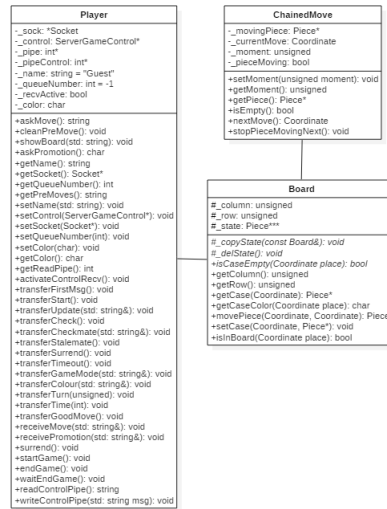 Player
-_sock: *Socket
-_control: ServerGameControl*
-_pipe: int*
-_pipeControl: int*
-_name: string = "Guest"
-_queueNumber: int = -1
-_recvActive: bool
-_color: char
+askMove(): string
+cleanPreMove(): void
+showBoard(std: string): void
+askPromotion(): char
+getName(): string
+getSocket(): Socket*
+getQueueNumber(): int
+getPreMoves(): string
+setName(std: string): void
+setControl(ServerGameControl*): void
+setSocket(Socket*): void
+setQueueNumber(int): void
+setColor(char): void
+getColor(): char
+getReadPipe(): int
+activateControlRecv(): void
+transferFirstMsg(): void
+transferStart(): void
+transferUpdate(std: string&): void
+transferCheck(): void
+transferCheckmate(std: string&): void
+transferStalemate(): void
+transferSurrend(): void
+transferTimeout(): void
+transferGameMode(std: string&): void
+transferColour(std: string&): void
+transferTurn(unsigned): void
+transferTime(int): void
+transferGoodMove(): void
+receiveMove(std: string&): void
+receivePromotion(std: string&): void
+surrend(): void
+startGame(): void
+endGame(): void
+waitEndGame(): void
+readControlPipe(): string
+writeControlPipe(std: string msg): void
ChainedMove
-_movingPiece: Piece*
-_currentMove: Coordinate
-_moment: unsigned
-_pieceMoving: bool
+setMoment(unsigned moment): void
+getMoment(): unsigned
+getPiece(): Piece*
+isEmpty(): bool
+nextMove(): Coordinate
+stopPieceMovingNext(): void
Board
#_column: unsigned
#_row: unsigned
#_state: Piece***
#_copyState(const Board&): void
#_delState(): void
+isCaseEmpty(Coordinate place): bool
+getColumn(): unsigned
+getRow(): unsigned
+getCase(Coordinate): Piece*
+getCaseColor(Coordinate place): char
+movePiece(Coordinate, Coordinate): Piece
+setCase(Coordinate, Piece*): void
+isInBoard(Coordinate place): bool